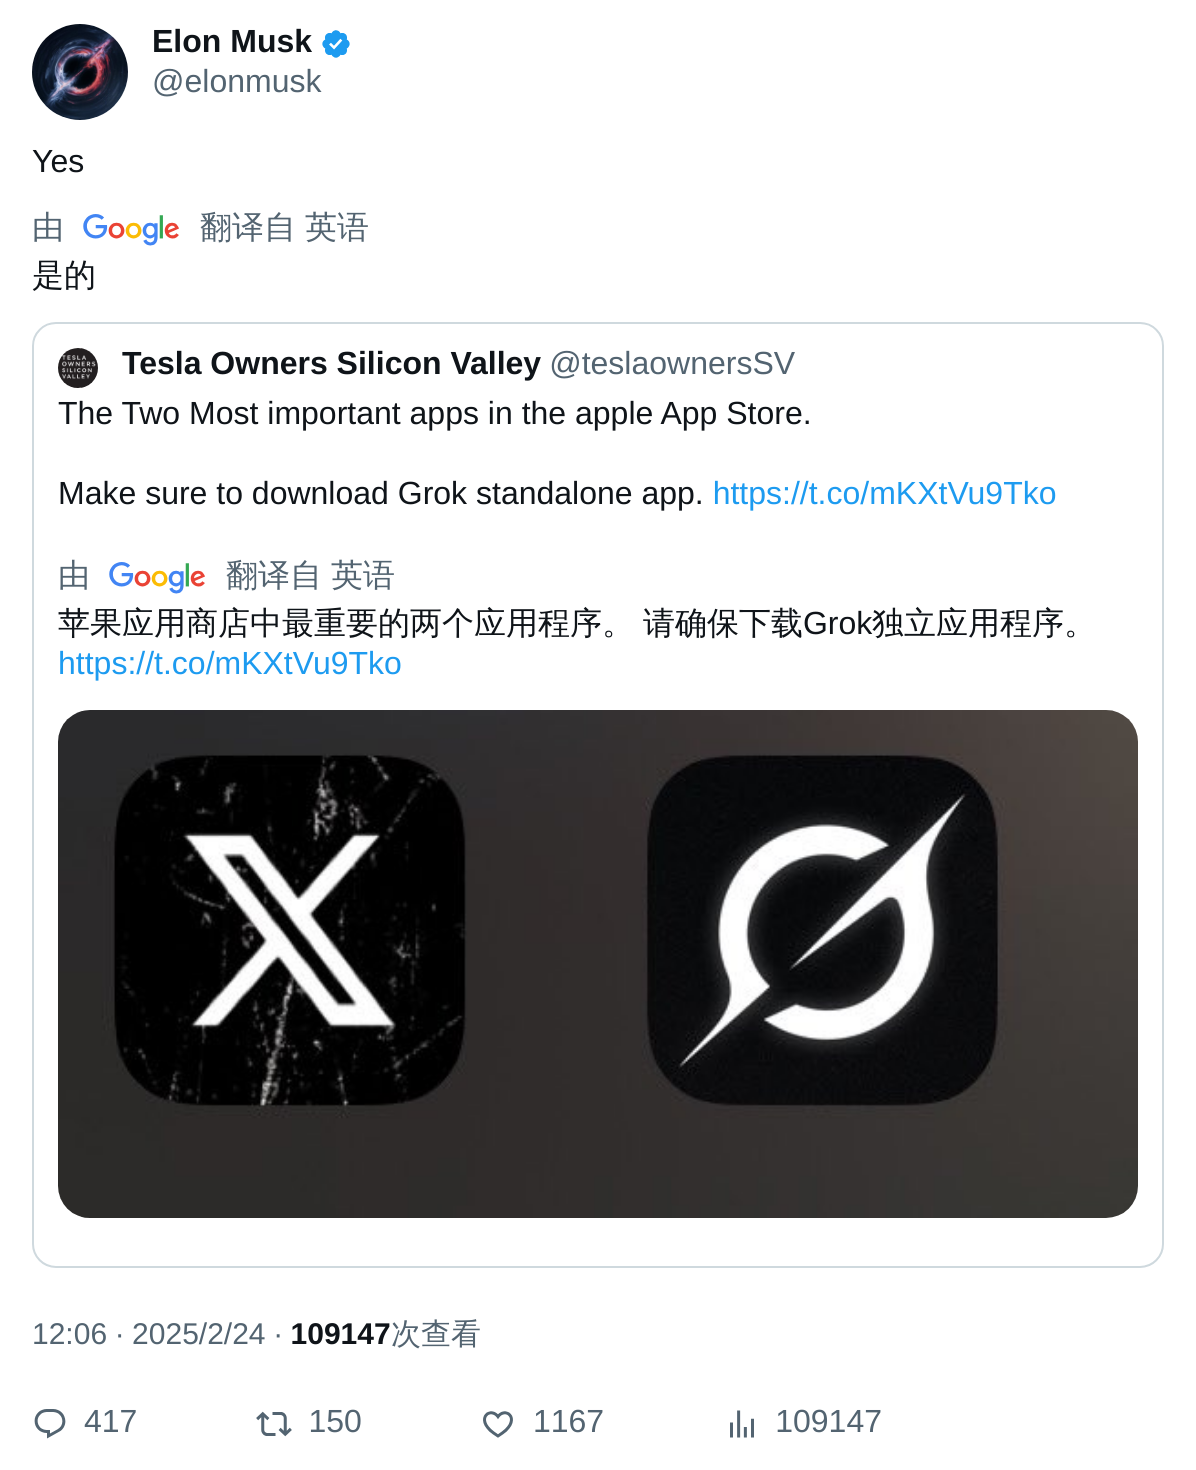 Elon Musk
@elonmusk
Yes
由 Google 翻译自 英语
是的
TESLA
OWNERS
SILICON
VALLEY
Tesla Owners Silicon Valley @teslaownersSV
The Two Most important apps in the apple App Store.
Make sure to download Grok standalone app. https://t.co/mKXtVu9Tko
由 Google 翻译自 英语
苹果应用商店中最重要的两个应用程序。 请确保下载Grok独立应用程序。
https://t.co/mKXtVu9Tko
X
12:06 · 2025/2/24 · 109147次查看
417 150 1167 109147